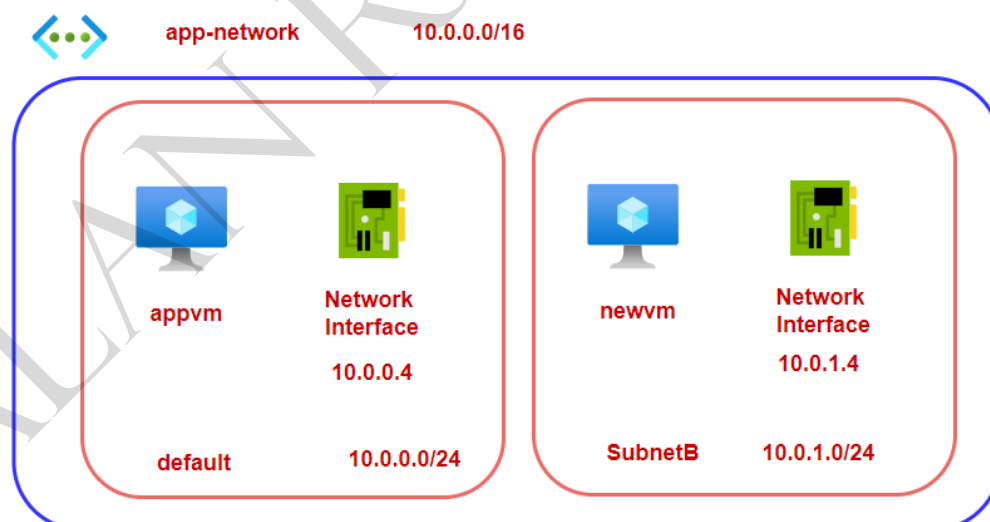 app-network 10.0.0.0/16
appvm
Network
Interface
10.0.0.4
default 10.0.0.0/24
newvm
Network
Interface
10.0.1.4
SubnetB 10.0.1.0/24
ALAN R